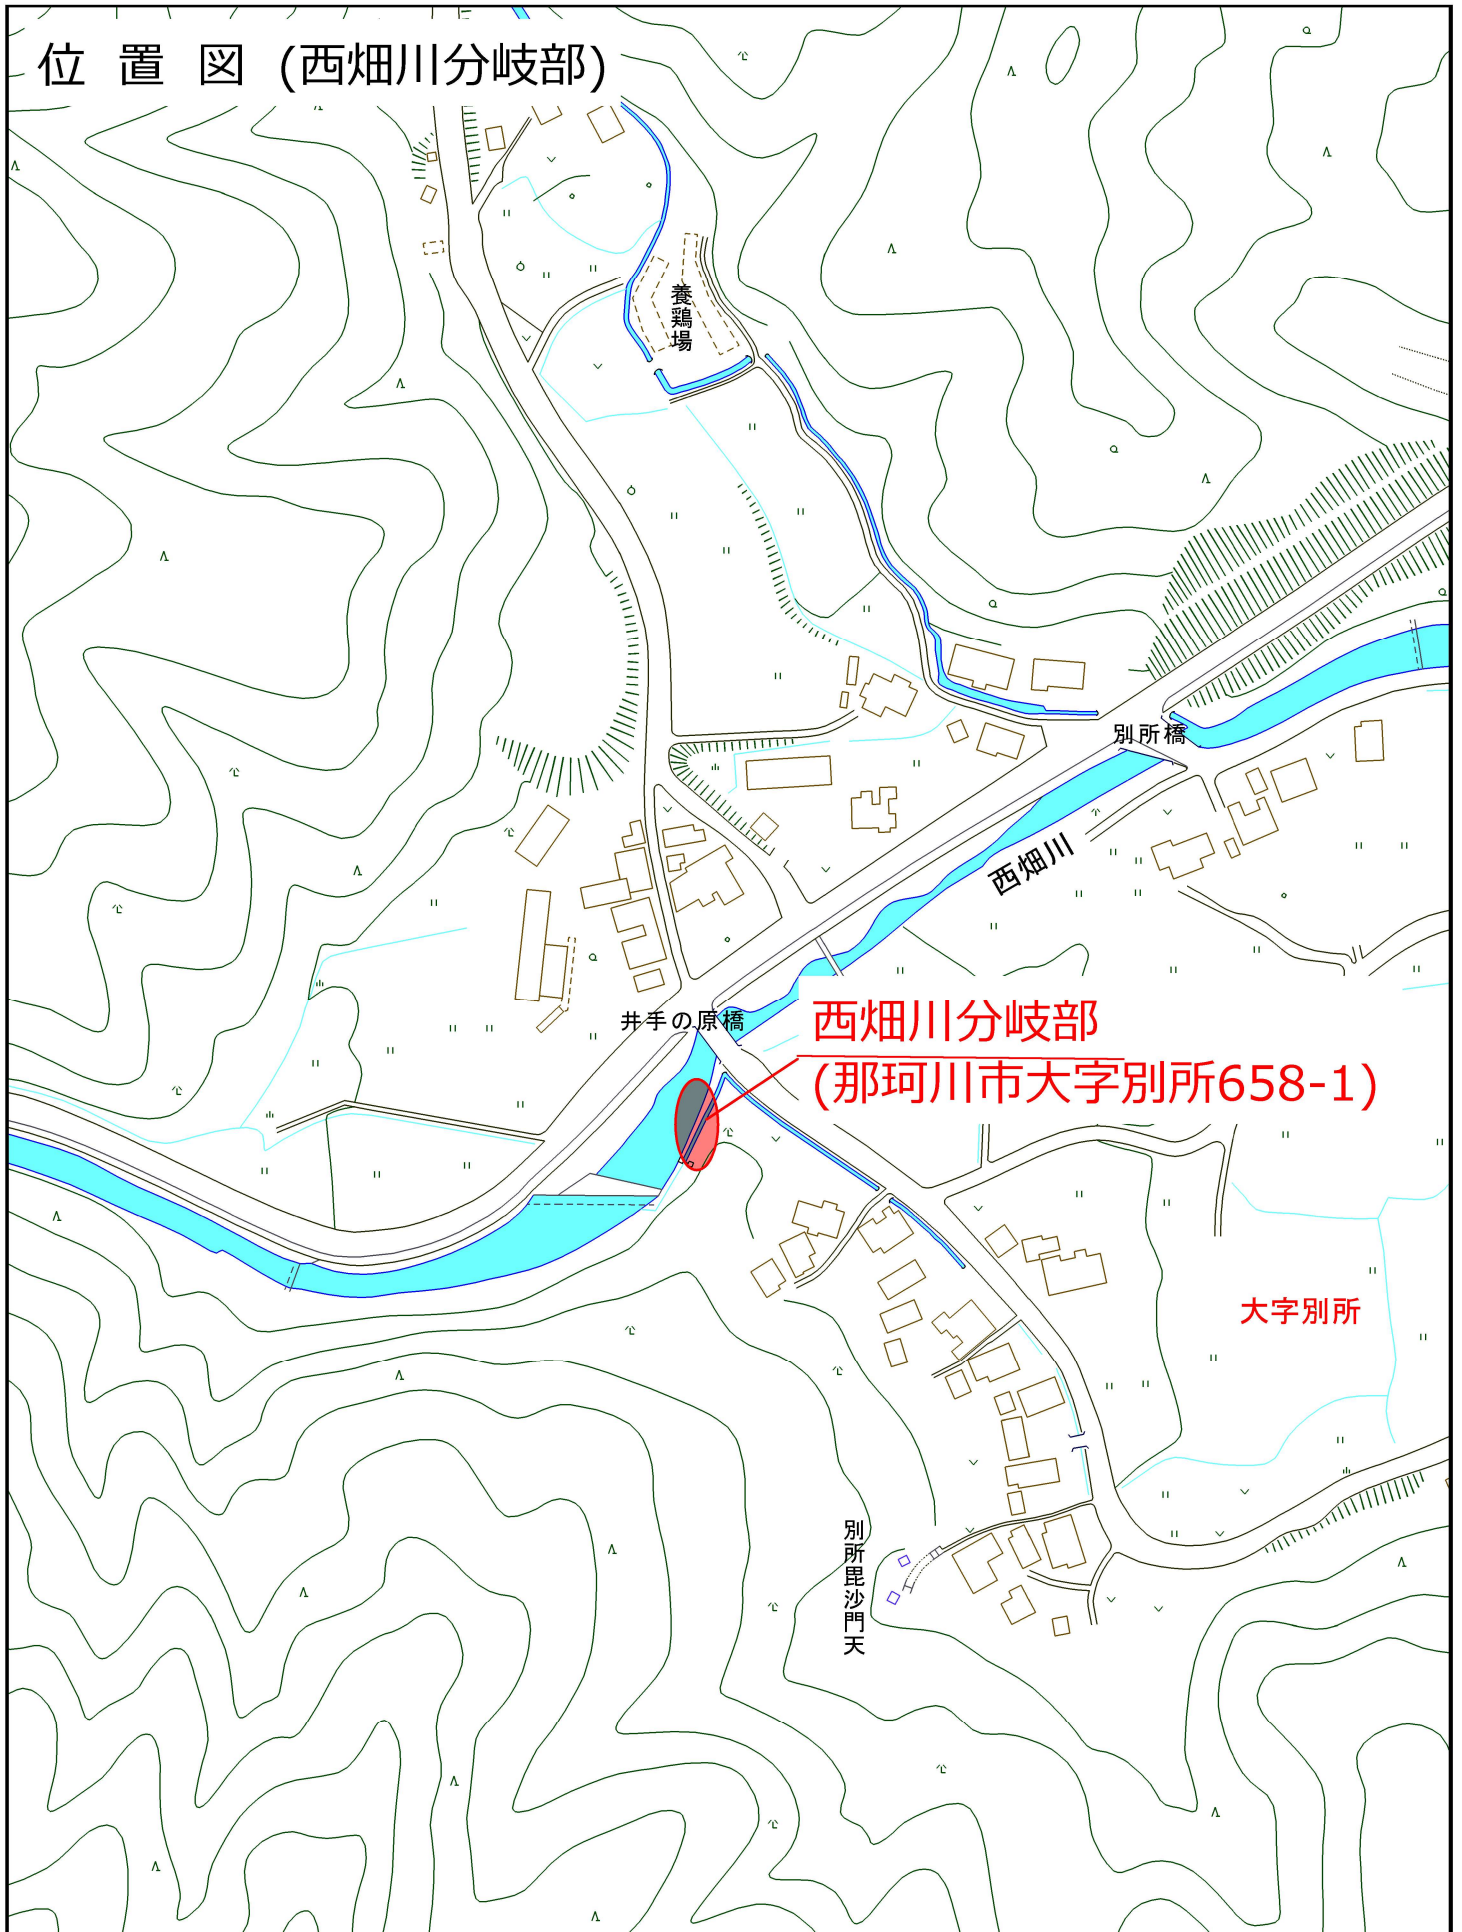 位置図 (西畑川分岐部)
養鶏場
別所橋
西畑川
井手の原橋
西畑川分岐部
(那珂川市大字別所658-1)
大字別所
別所毘沙門天